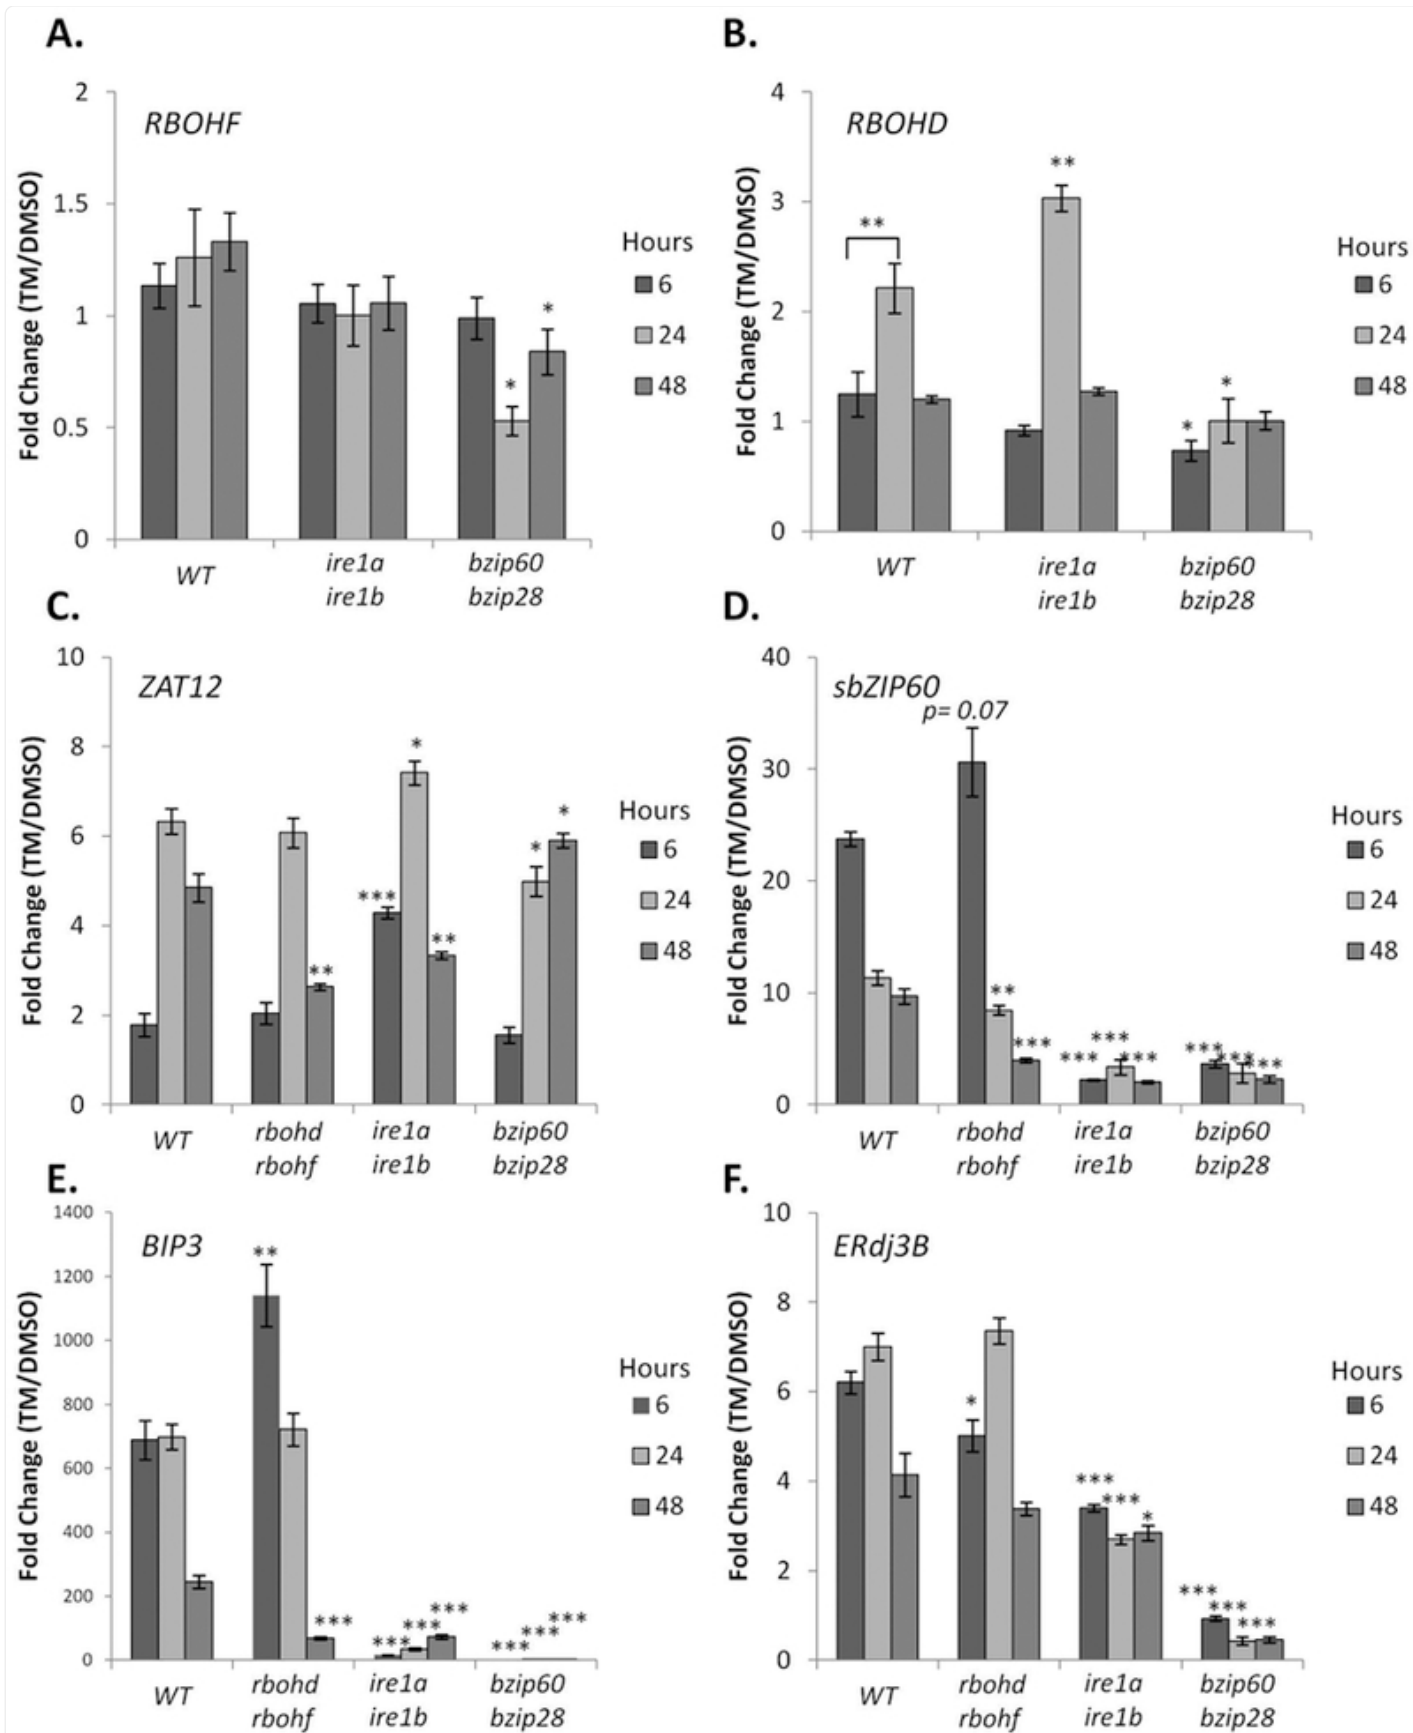 A.
2
1.5
1
0.5
0
Fold Change (TM/DMSO)
RBOHF
*
*
WT
ire1a
ire1b
bzip60
bzip28
Hours
6
24
48
B.
4
3
2
1
0
Fold Change (TM/DMSO)
RBOHD
**
**
*
*
WT
ire1a
ire1b
bzip60
bzip28
Hours
6
24
48
C.
10
8
6
4
2
0
Fold Change (TM/DMSO)
ZAT12
**
***
*
**
*
*
WT
rbohd
rbohf
ire1a
ire1b
bzip60
bzip28
Hours
6
24
48
D.
40
30
20
10
0
Fold Change (TM/DMSO)
sbZIP60
p= 0.07
**
***
***
***
***
***
***
***
WT
rbohd
rbohf
ire1a
ire1b
bzip60
bzip28
Hours
6
24
48
E.
1400
1200
1000
800
600
400
200
0
Fold Change (TM/DMSO)
BIP3
**
***
***
***
***
***
***
***
WT
rbohd
rbohf
ire1a
ire1b
bzip60
bzip28
Hours
6
24
48
F.
10
8
6
4
2
0
Fold Change (TM/DMSO)
ERdj3B
*
***
***
*
***
***
***
WT
rbohd
rbohf
ire1a
ire1b
bzip60
bzip28
Hours
6
24
48